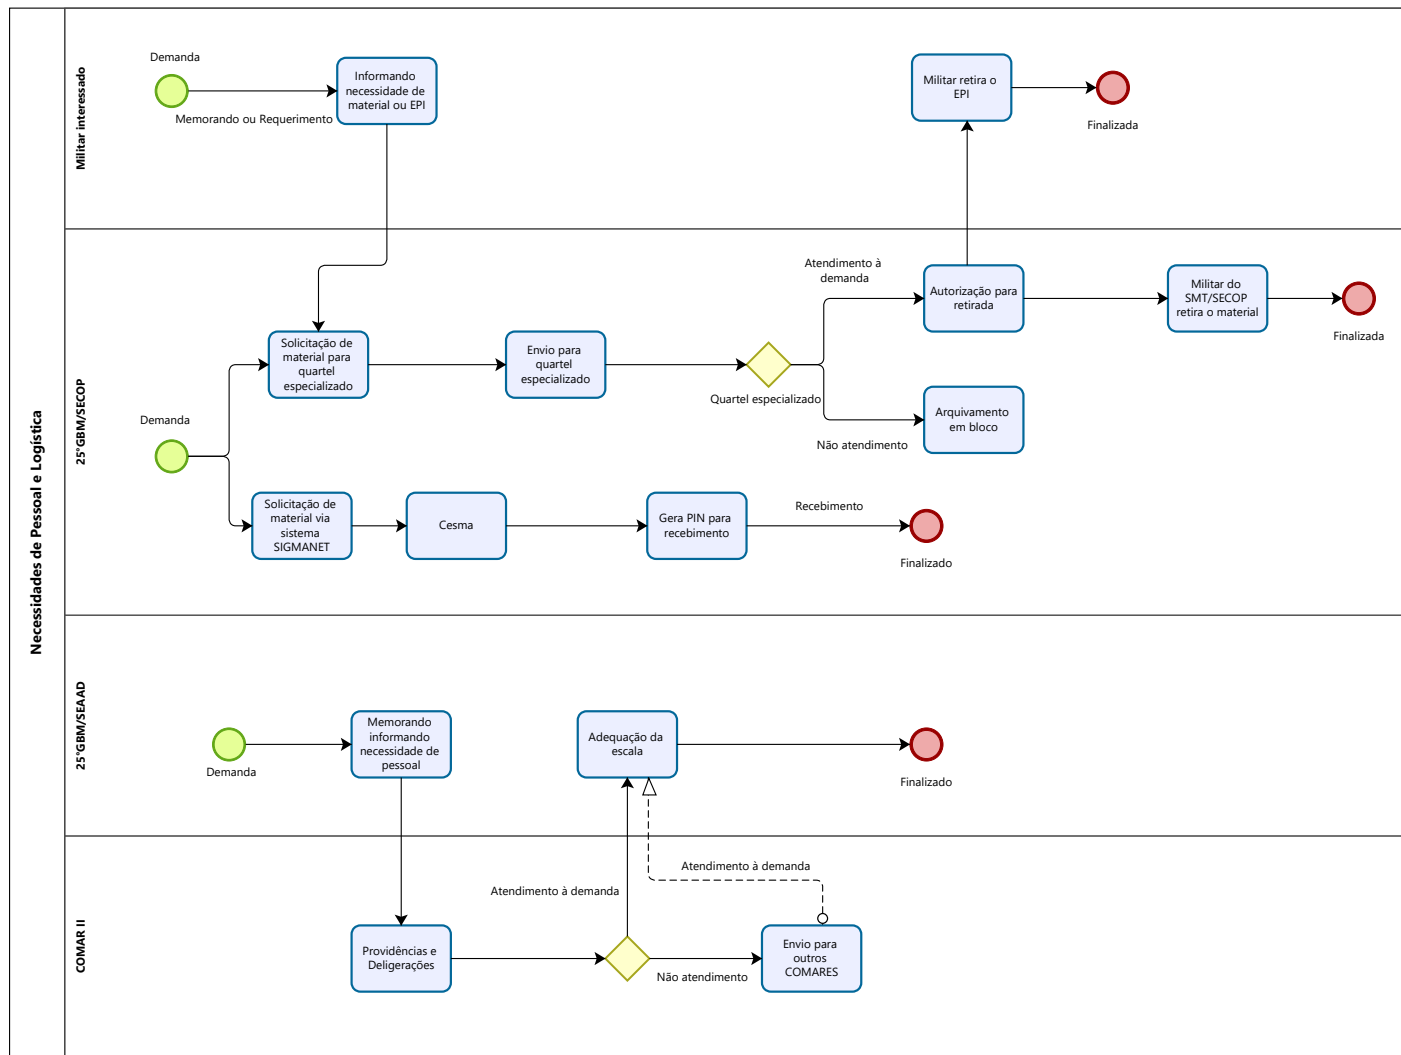 Necessidades de Pessoal e Logística
Militar interessado
Demanda
Memorando ou Requerimento
Informando
necessidade de
material ou EPI
Militar retira o
EPI
Finalizada
25°GBM/SECOP
Demanda
Solicitação de
material para
quartel
especializado
Envio para
quartel
especializado
Quartel especializado
Atendimento à
demanda
Não atendimento
Autorização para
retirada
Arquivamento
em bloco
Militar do
SMT/SECOP
retira o material
Finalizada
Solicitação de
material via
sistema
SIGMANET
Cesma
Gera PIN para
recebimento
Recebimento
Finalizado
25°GBM/SEAAD
Demanda
Memorando
informando
necessidade de
pessoal
Adequação da
escala
Finalizado
COMAR II
Providências e
Deligerações
Atendimento à demanda
Não atendimento
Atendimento à demanda
Envio para
outros
COMARES